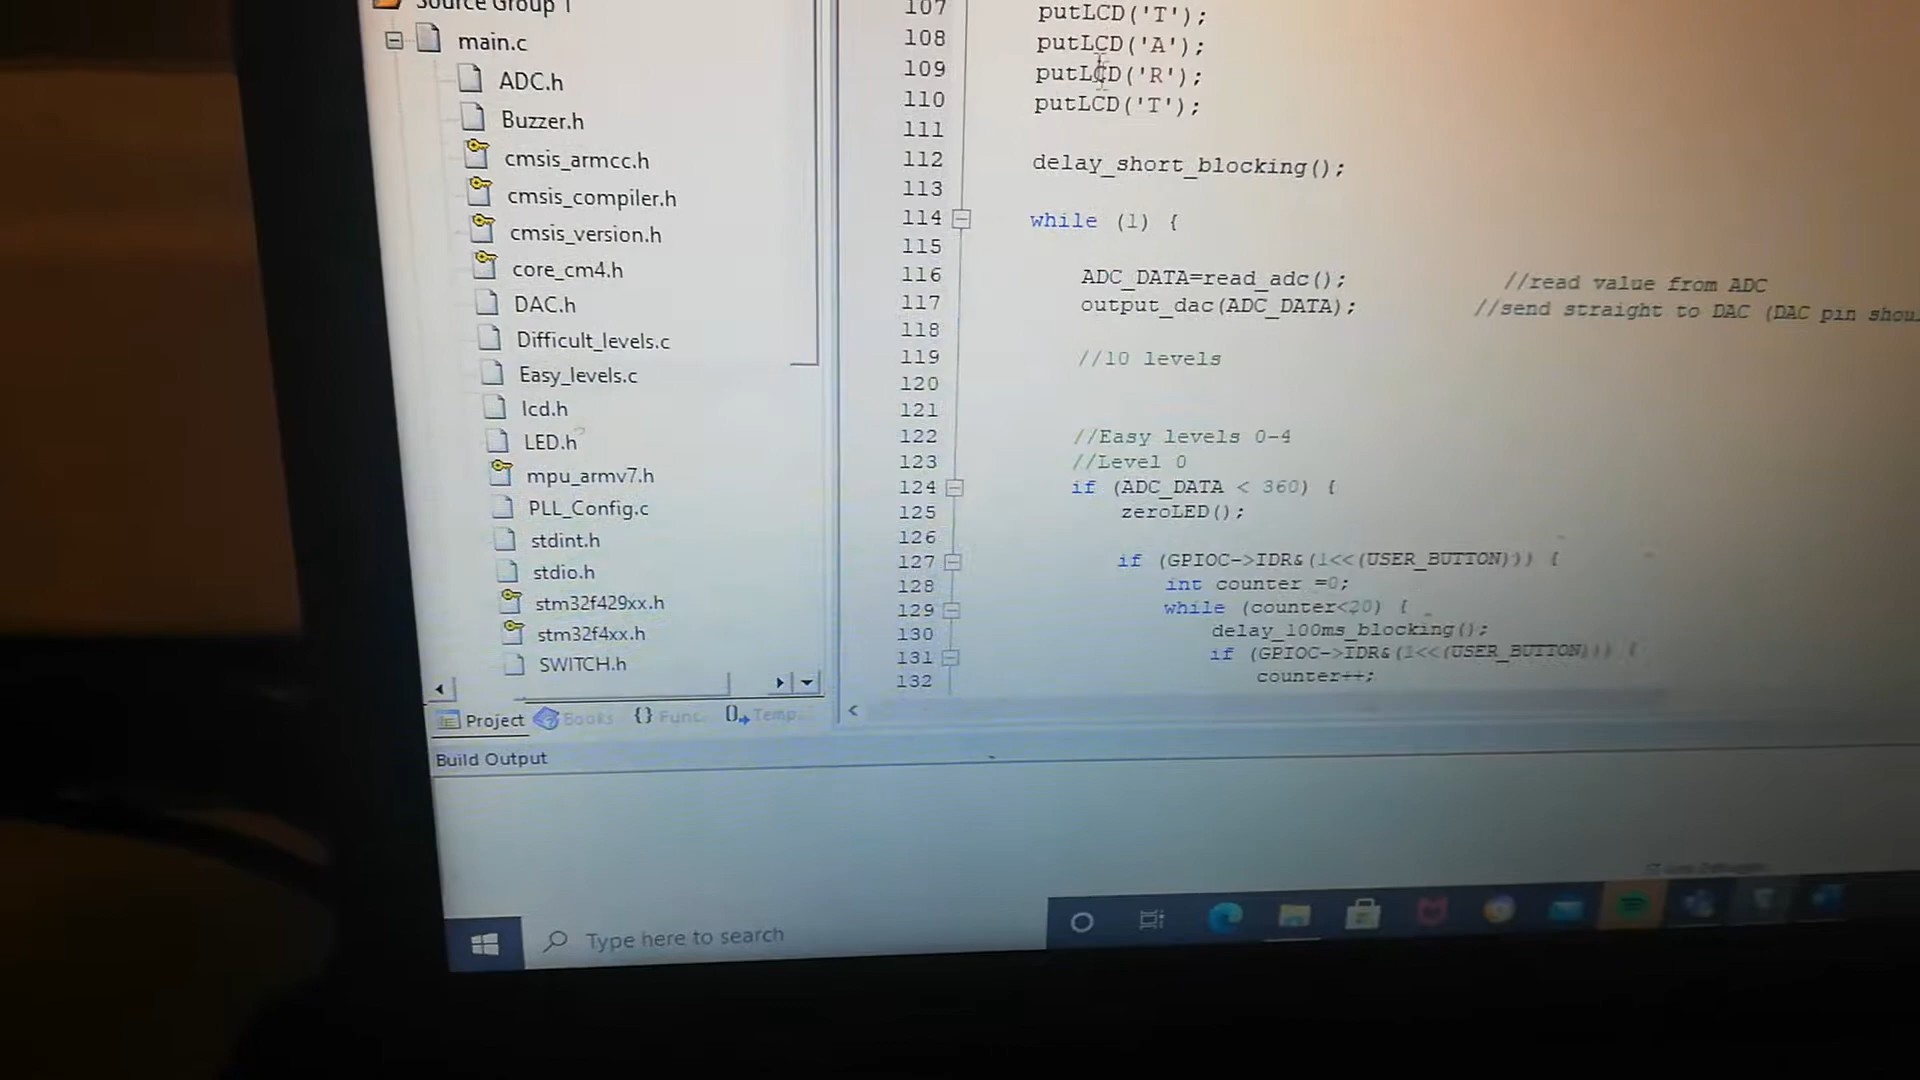 Source Group 1
main.c
ADC.h
Buzzer.h
cmsis_armcc.h
cmsis_compiler.h
cmsis_version.h
core_cm4.h
DAC.h
Difficult_levels.c
Easy_levels.c
lcd.h
LED.h
mpu_armv7.h
PLL_Config.c
stdint.h
stdio.h
stm32f429xx.h
stm32f4xx.h
SWITCH.h
Project Books {} Func... Temp...
Build Output
107 putLCD('T');
108 putLCD('A');
109 putLCD('R');
110 putLCD('T');
111
112 delay_short_blocking();
113
114 while (1) {
115
116 ADC_DATA=read_adc(); //read value from ADC
117 output_dac(ADC_DATA); //send straight to DAC (DAC pin shou
118
119 //10 levels
120
121
122 //Easy levels 0-4
123 //Level 0
124 if (ADC_DATA < 360) {
125 zeroLED();
126
127 if (GPIOC->IDR&(1<<(USER_BUTTON))) {
128 int counter =0;
129 while (counter<20) {
130 delay_100ms_blocking();
131 if (GPIOC->IDR&(1<<(USER_BUTTON))) {
132 counter++;
Type here to search